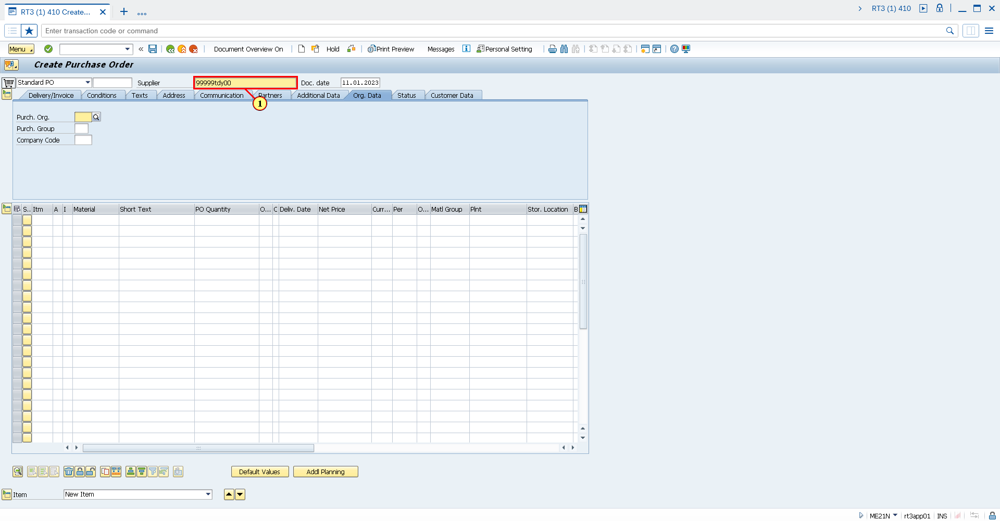 RT3 (1) 410 Create...
RT3 (1) 410
Enter transaction code or command
Menu
Document Overview On
Hold
Print Preview
Messages
Personal Setting
Create Purchase Order
Standard PO
Supplier
99999tdy00
Doc. date
11.01.2023
Delivery/Invoice
Conditions
Texts
Address
Communication
Partners
Additional Data
Org. Data
Status
Customer Data
1
Purch. Org.
Purch. Group
Company Code
S.. Itm A I Material Short Text PO Quantity O... C Deliv. Date Net Price Curr... Per O... Matl Group Plnt Stor. Location B
Default Values
Addl Planning
Item
New Item
ME21N
rt3app01
INS